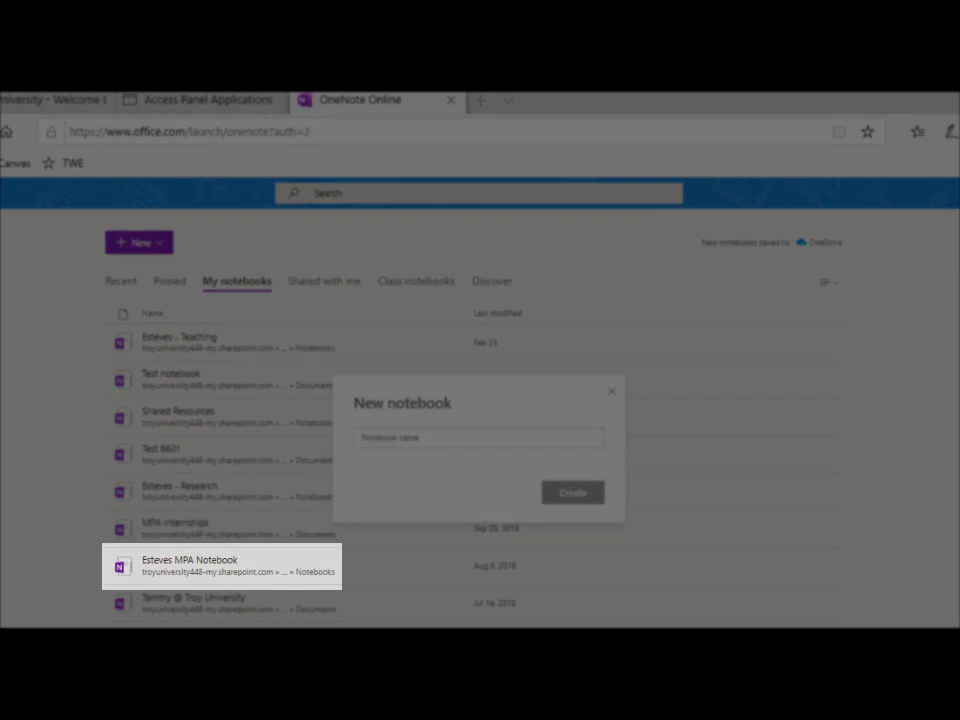 niversity - Welcome t
Access Panel Applications
OneNote Online
https://www.office.com/launch/onenote?auth=2
Canvas
TWE
Search
New
New notebooks saved to: OneDrive
Recent
Pinned
My notebooks
Shared with me
Class notebooks
Discover
Name
Last modified
Esteves - Teaching
troyuniversity448-my.sharepoint.com » ... » Notebooks
Feb 23
Test notebook
troyuniversity448-my.sharepoint.com » ... » Document
Shared Resources
troyuniversity448-my.sharepoint.com » ... » Notebook
Test 6601
troyuniversity448-my.sharepoint.com » ... » Document
Esteves - Research
troyuniversity448-my.sharepoint.com » ... » Notebook
MPA Internships
troyuniversity448-my.sharepoint.com » ... » Documents
Sep 29, 2018
Esteves MPA Notebook
troyuniversity448-my.sharepoint.com » ... » Notebooks
Aug 8, 2018
Tammy @ Troy University
troyuniversity448-my.sharepoint.com » ... » Documents
Jul 14, 2018
New notebook
Notebook name
Create